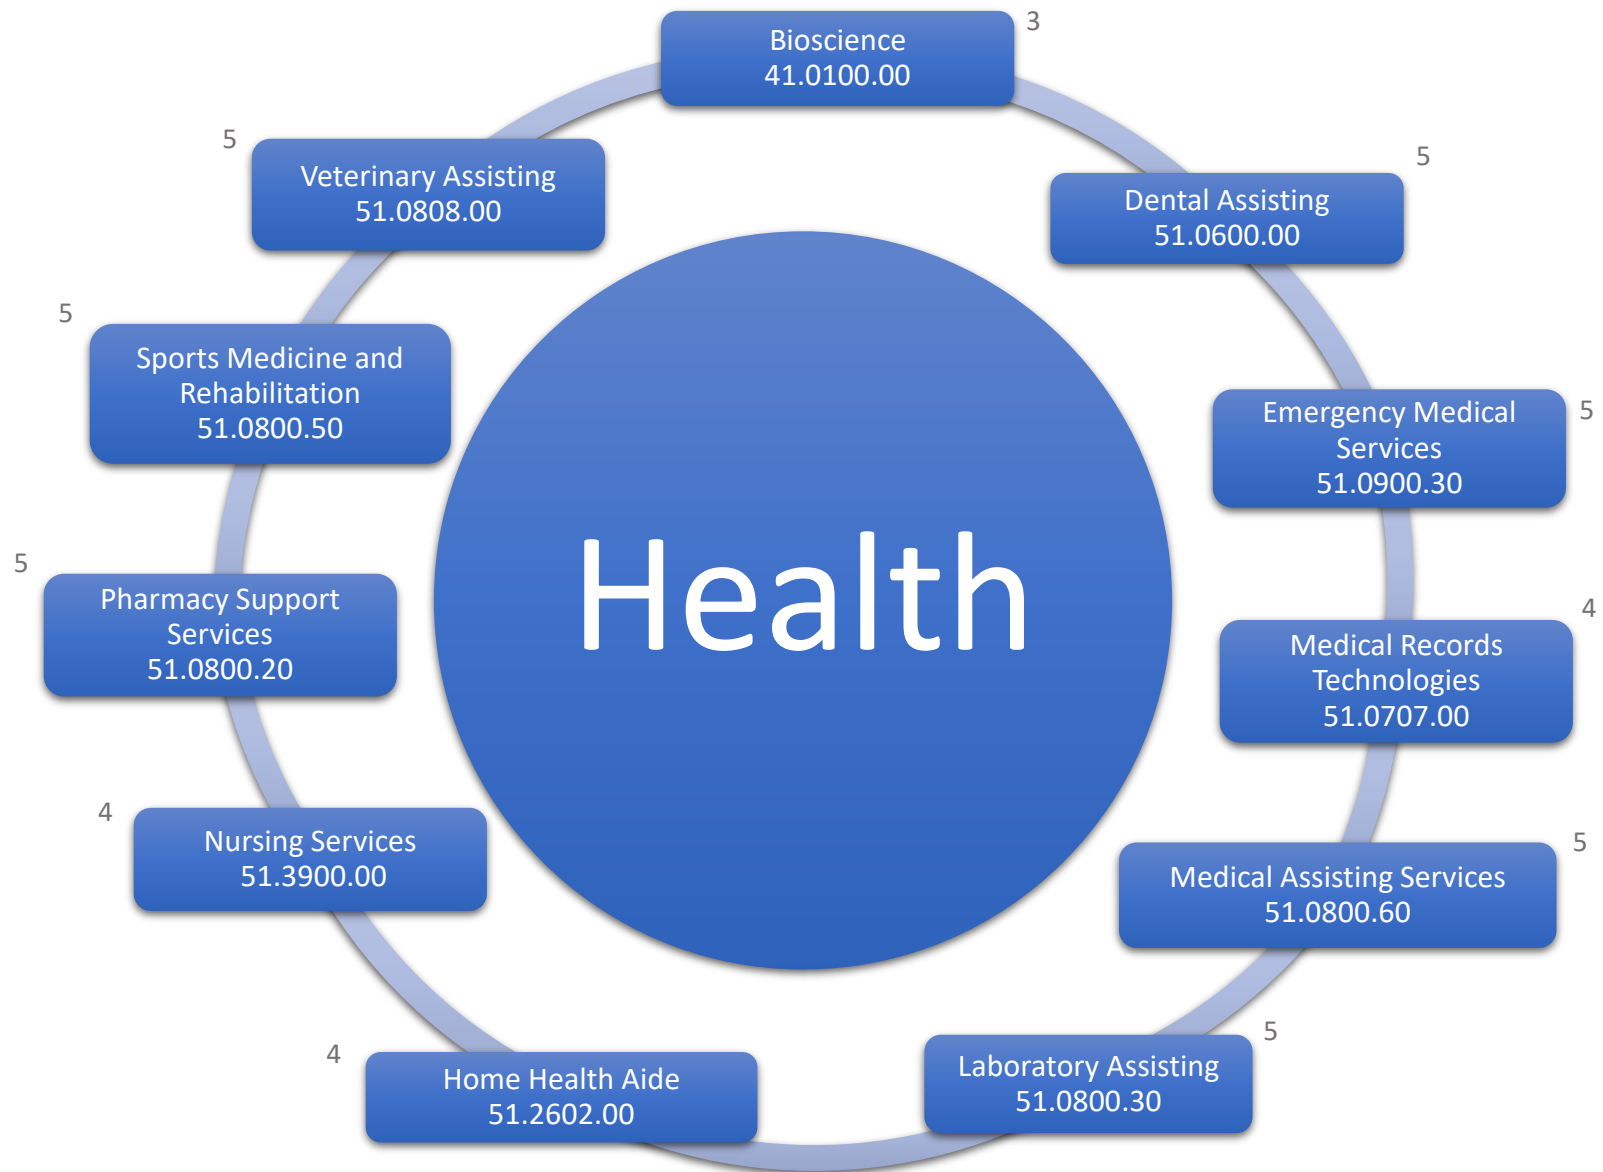 Bioscience
41.0100.00
3
Dental Assisting
51.0600.00
5
Emergency Medical
Services
51.0900.30
5
Medical Records
Technologies
51.0707.00
4
Medical Assisting Services
51.0800.60
5
Laboratory Assisting
51.0800.30
5
Home Health Aide
51.2602.00
4
Nursing Services
51.3900.00
4
Pharmacy Support
Services
51.0800.20
5
Sports Medicine and
Rehabilitation
51.0800.50
5
Veterinary Assisting
51.0808.00
5
Health